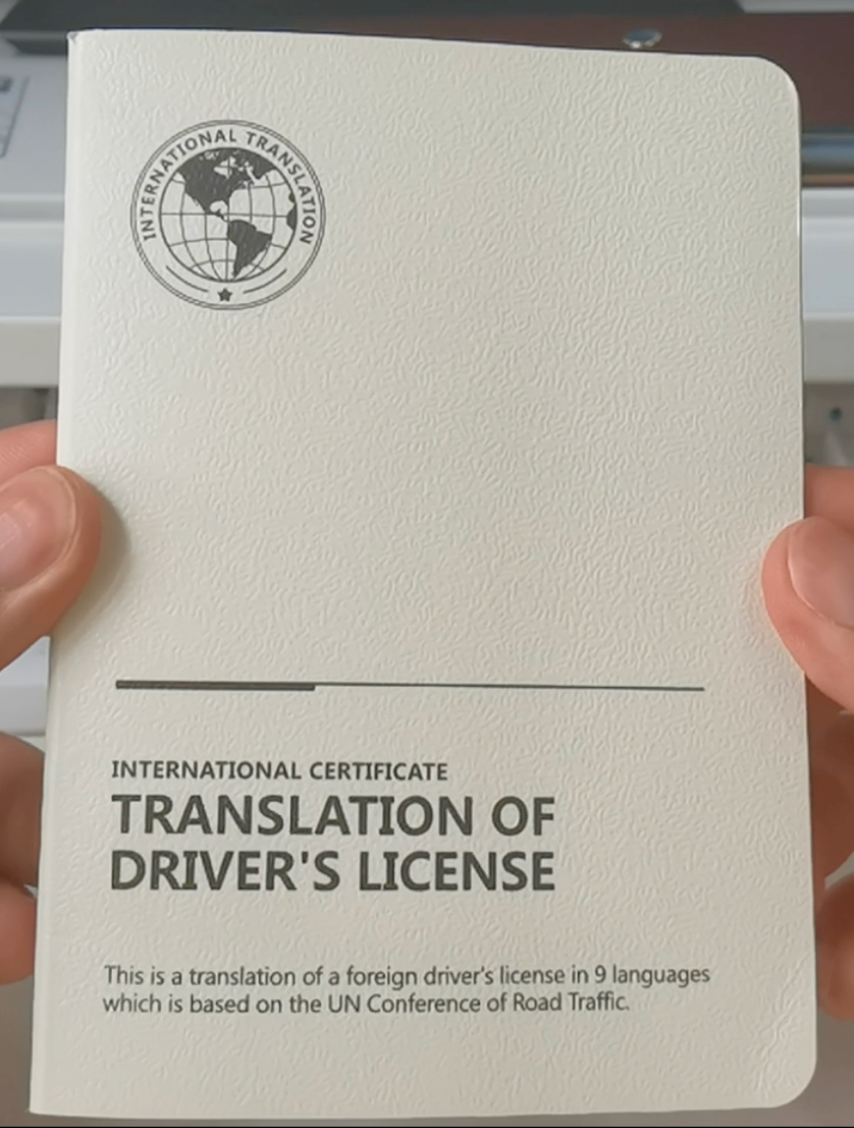 INTERNATIONAL TRANSLATION
INTERNATIONAL CERTIFICATE
TRANSLATION OF
DRIVER'S LICENSE
This is a translation of a foreign driver's license in 9 languages
which is based on the UN Conference of Road Traffic.